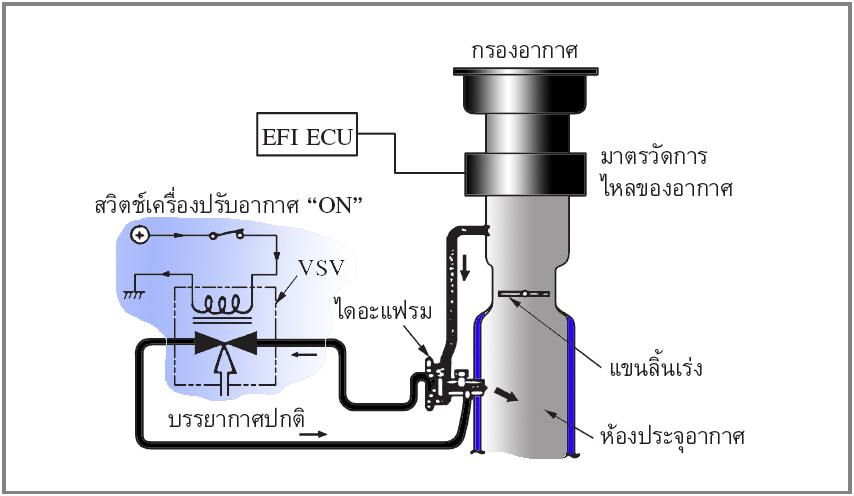 กรองอากาศ
EFI ECU
มาตรวัดการ
ไหลของอากาศ
สวิตช์เครื่องปรับอากาศ “ON”
VSV
ไดอะแฟรม
แขนลิ้นเร่ง
บรรยากาศปกติ
ห้องประจุอากาศ